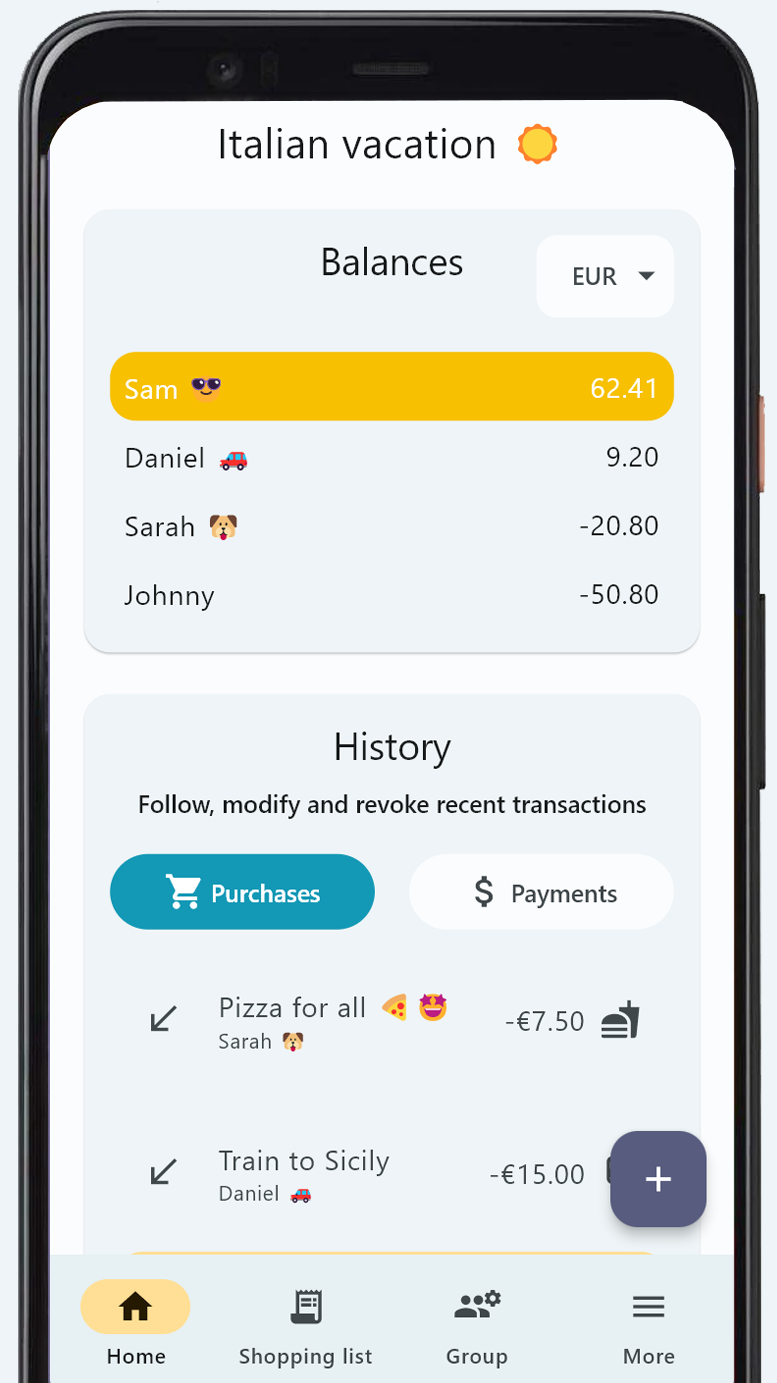 Italian vacation
Balances
EUR
Sam 62.41
Daniel 9.20
Sarah -20.80
Johnny -50.80
History
Follow, modify and revoke recent transactions
Purchases
$ Payments
Pizza for all
Sarah
-€7.50
Train to Sicily
Daniel
-€15.00
+
Home Shopping list Group More